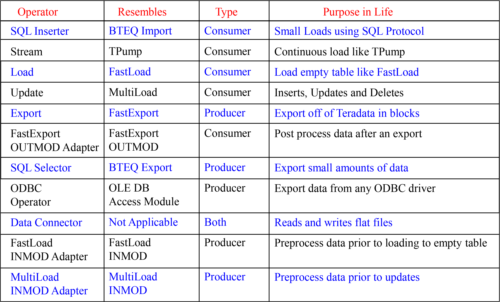 Operator Resembles Type Purpose in Life
SQL Inserter BTEQ Import Consumer Small Loads using SQL Protocol
Stream TPump Consumer Continuous load like TPump
Load FastLoad Consumer Load empty table like FastLoad
Update MultiLoad Consumer Inserts, Updates and Deletes
Export FastExport Producer Export off of Teradata in blocks
FastExport FastExport Consumer Post process data after an export
OUTMOD Adapter OUTMOD
SQL Selector BTEQ Export Producer Export small amounts of data
ODBC OLE DB Producer Export data from any ODBC driver
Operator Access Module
Data Connector Not Applicable Both Reads and writes flat files
FastLoad FastLoad Producer Preprocess data prior to loading to empty table
INMOD Adapter INMOD
MultiLoad MultiLoad Producer Preprocess data prior to updates
INMOD Adapter INMOD